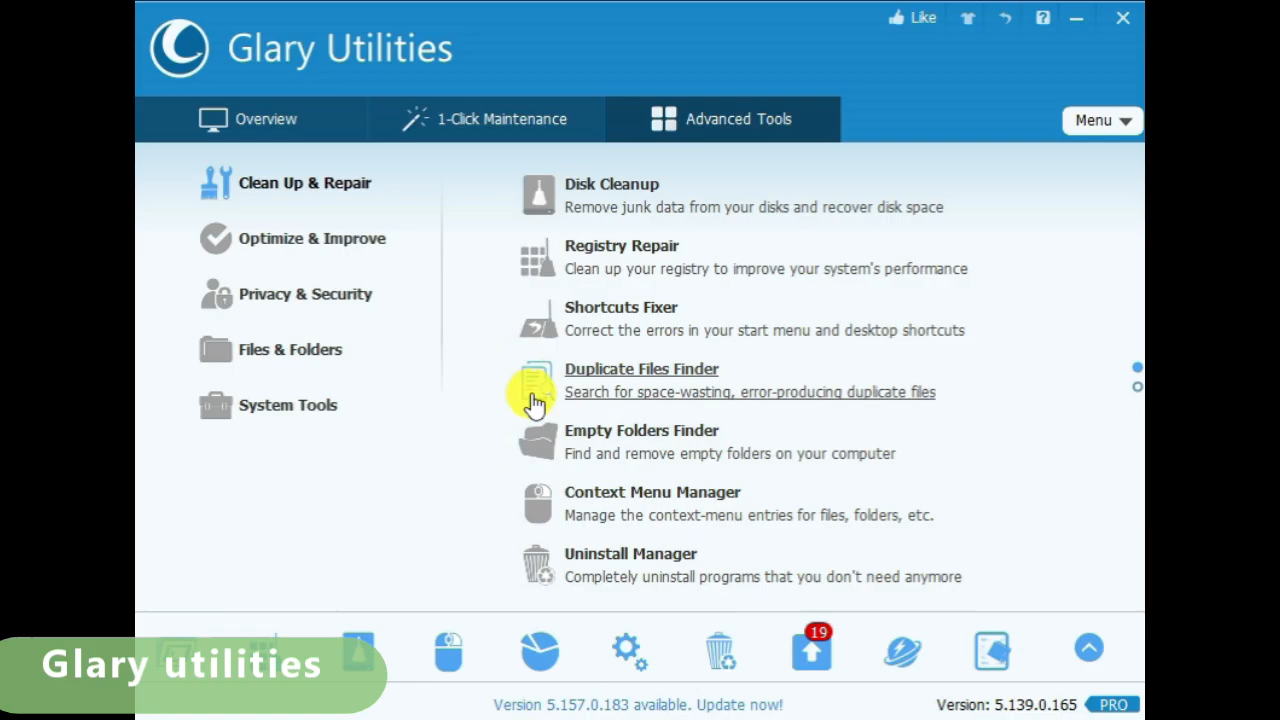 Like
Glary Utilities
Overview
1-Click Maintenance
Advanced Tools
Menu
Clean Up & Repair
Optimize & Improve
Privacy & Security
Files & Folders
System Tools
Disk Cleanup
Remove junk data from your disks and recover disk space
Registry Repair
Clean up your registry to improve your system's performance
Shortcuts Fixer
Correct the errors in your start menu and desktop shortcuts
Duplicate Files Finder
Search for space-wasting, error-producing duplicate files
Empty Folders Finder
Find and remove empty folders on your computer
Context Menu Manager
Manage the context-menu entries for files, folders, etc.
Uninstall Manager
Completely uninstall programs that you don't need anymore
19
Glary utilities
Version 5.157.0.183 available. Update now!
Version: 5.139.0.165
PRO